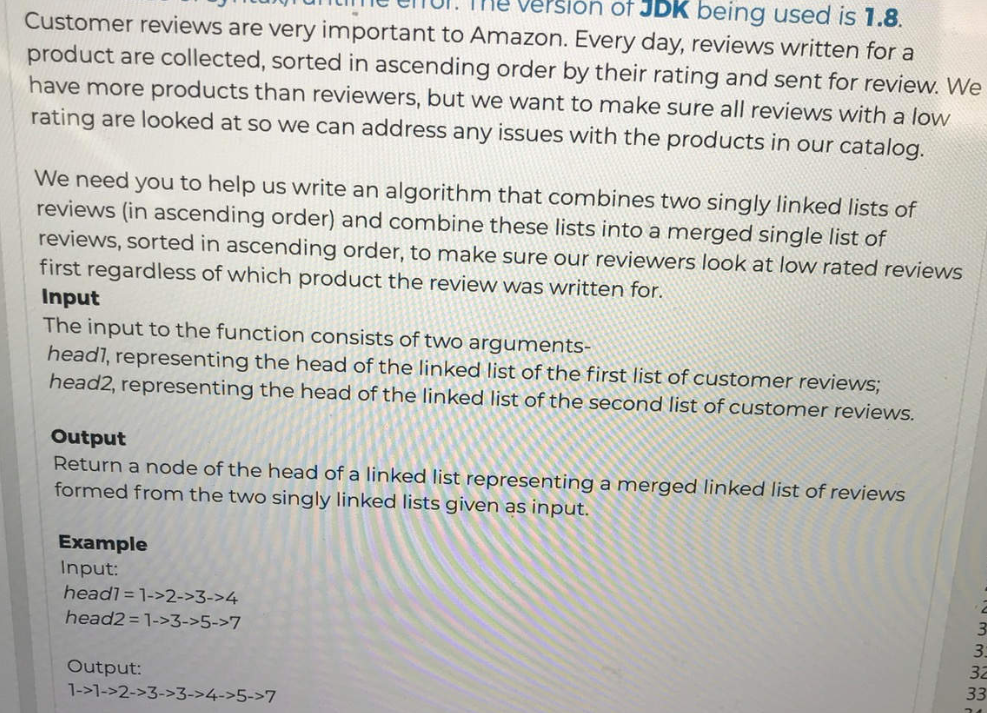 error. The version of JDK being used is 1.8.
Customer reviews are very important to Amazon. Every day, reviews written for a
product are collected, sorted in ascending order by their rating and sent for review. We
have more products than reviewers, but we want to make sure all reviews with a low
rating are looked at so we can address any issues with the products in our catalog.
We need you to help us write an algorithm that combines two singly linked lists of
reviews (in ascending order) and combine these lists into a merged single list of
reviews, sorted in ascending order, to make sure our reviewers look at low rated reviews
first regardless of which product the review was written for.
Input
The input to the function consists of two arguments-
head1, representing the head of the linked list of the first list of customer reviews;
head2, representing the head of the linked list of the second list of customer reviews.
Output
Return a node of the head of a linked list representing a merged linked list of reviews
formed from the two singly linked lists given as input.
Example
Input:
head1 = 1->2->3->4
head2 = 1->3->5->7
Output:
1->1->2->3->3->4->5->7
32
33